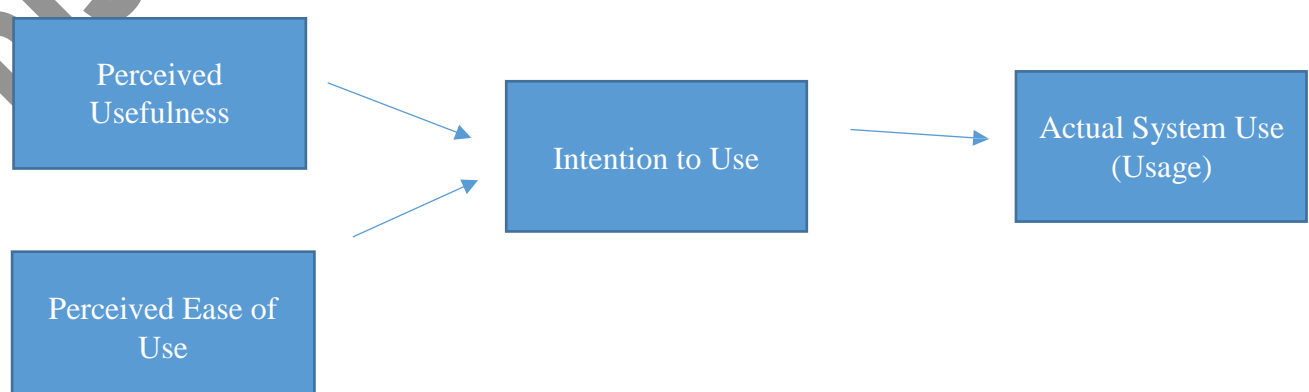 Perceived
Usefulness
Intention to Use
Actual System Use
(Usage)
Perceived Ease of
Use